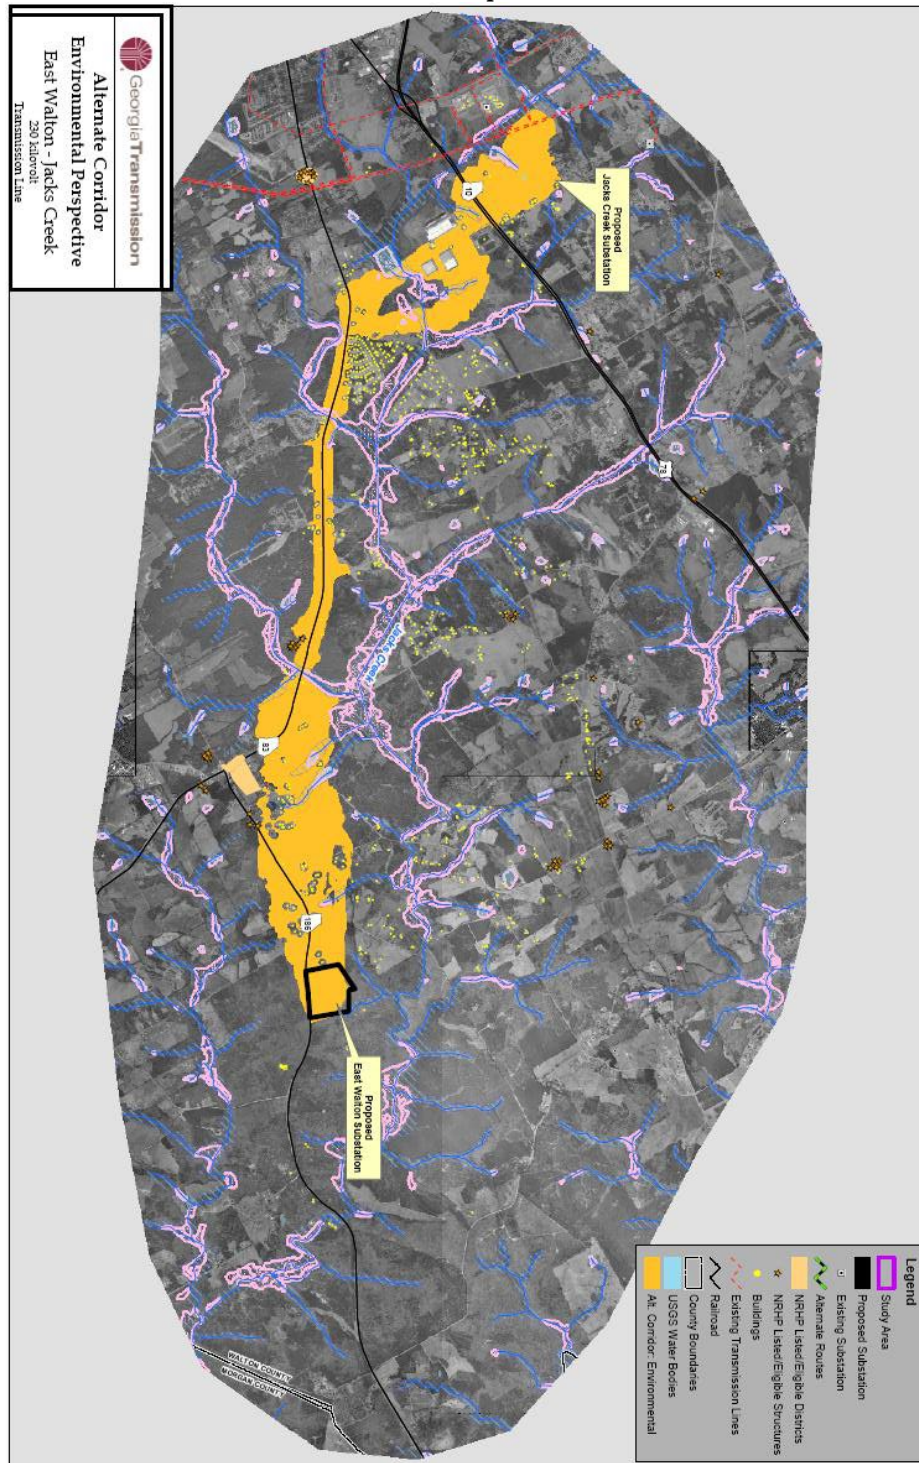 GeorgiaTransmission
Alternate Corridor
Environmental Perspective
East Walton - Jacks Creek
230 kilovolt
Transmission Line
Proposed
Jacks Creek Substation
10
78
Jacks Creek
83
186
Proposed
East Walton Substation
WALTON COUNTY
MORGAN COUNTY
Legend
Study Area
Proposed Substation
Existing Substation
Alternate Routes
NRHP Listed/Eligible Districts
NRHP Listed/Eligible Structures
Buildings
Existing Transmission Lines
Railroad
County Boundaries
USGS Water Bodies
Alt. Corridor: Environmental